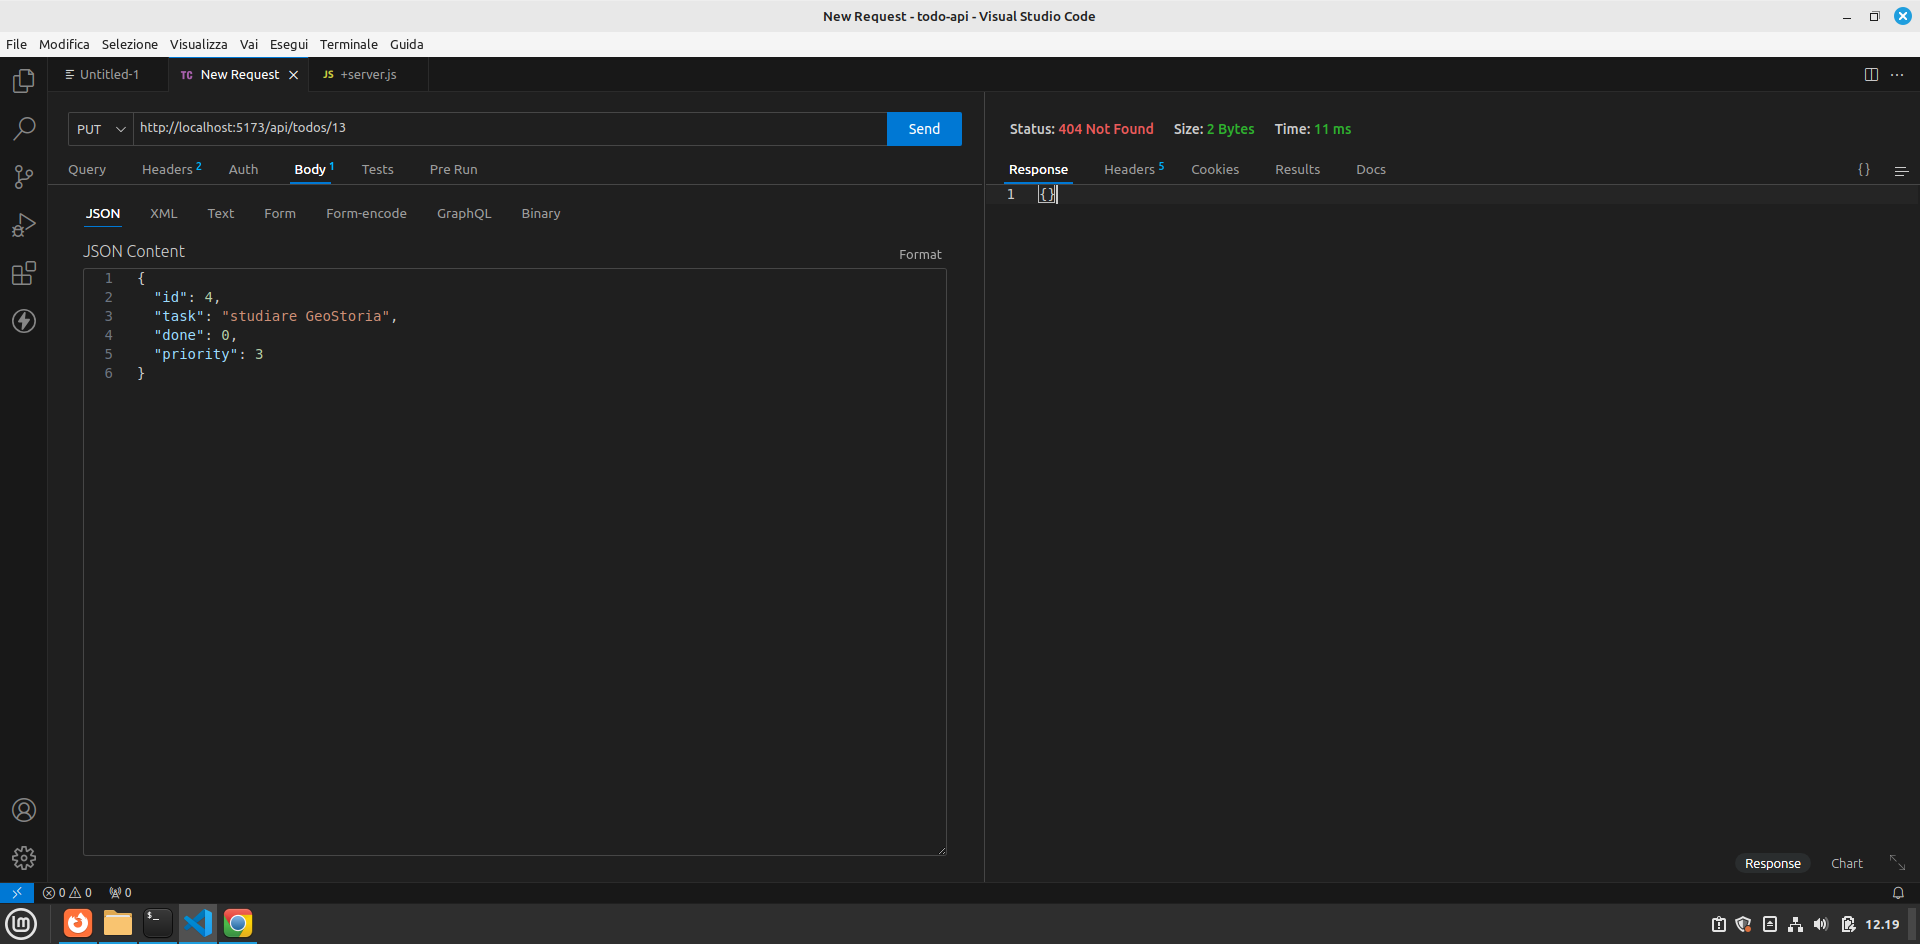 New Request - todo-api - Visual Studio Code
File Modifica Selezione Visualizza Vai Esegui Terminale Guida
Untitled-1
TC New Request
JS +server.js
PUT
http://localhost:5173/api/todos/13
Send
Query Headers 2 Auth Body 1 Tests Pre Run
JSON XML Text Form Form-encode GraphQL Binary
JSON Content
Format
1 {
2 "id": 4,
3 "task": "studiare GeoStoria",
4 "done": 0,
5 "priority": 3
6 }
Status: 404 Not Found Size: 2 Bytes Time: 11 ms
Response Headers 5 Cookies Results Docs
{}
1 {}
Response Chart
0 0 0
$_
lm
12.19